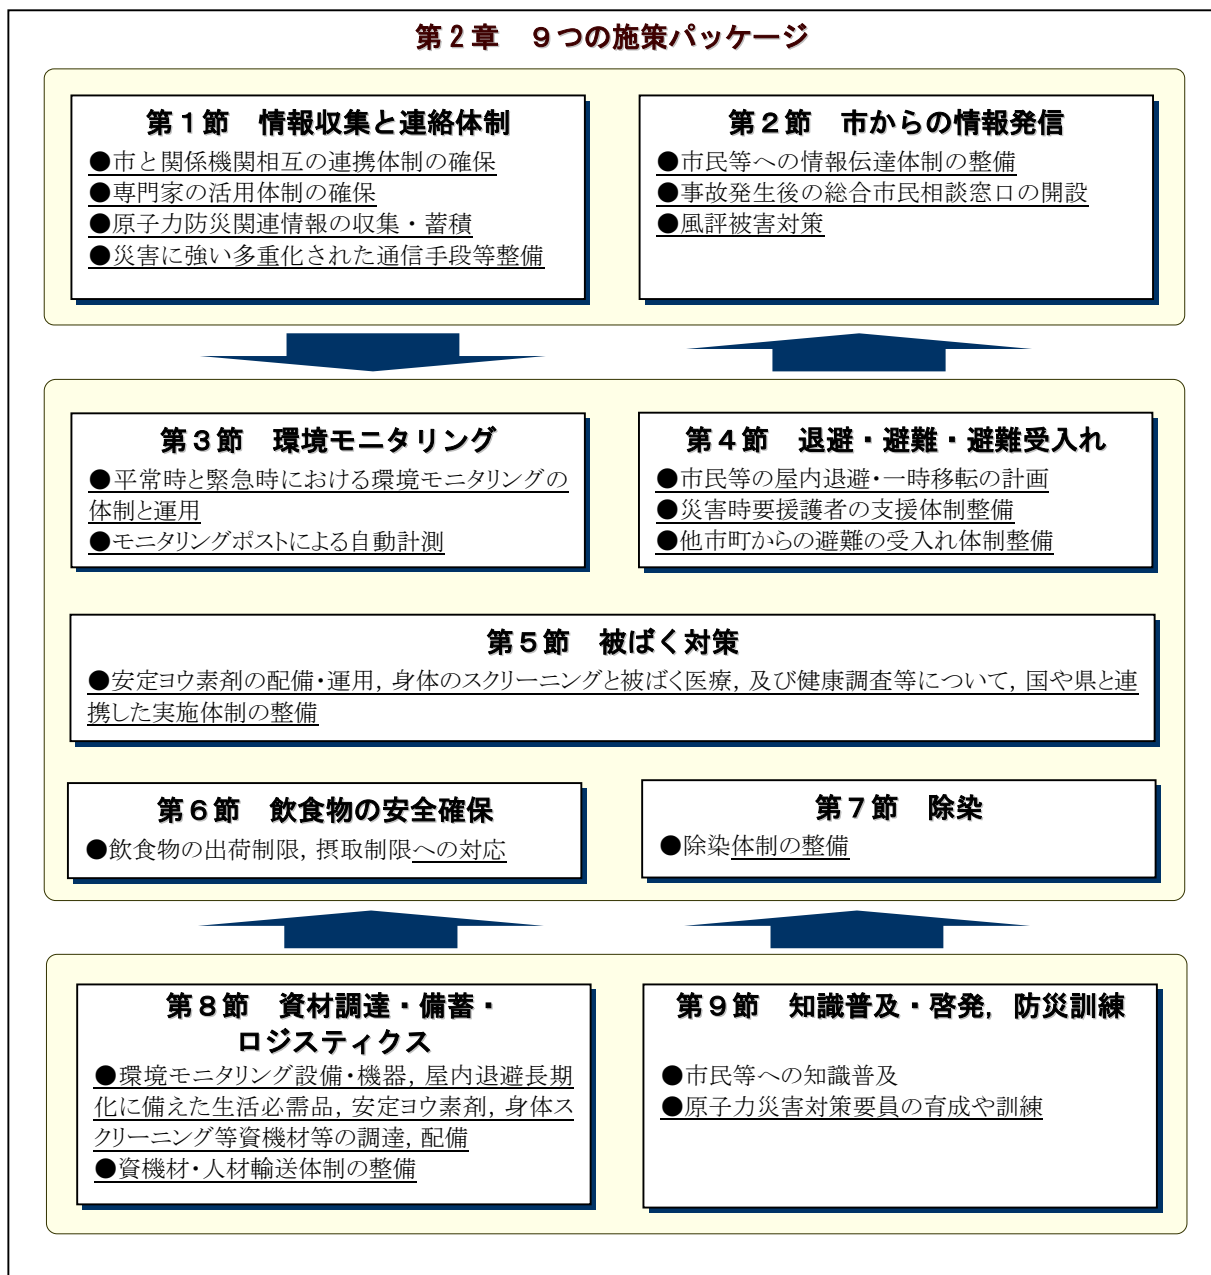 第２章　９つの施策パッケージ
第１節　情報収集と連絡体制
●市と関係機関相互の連携体制の確保
●専門家の活用体制の確保
●原子力防災関連情報の収集・蓄積
●災害に強い多重化された通信手段等整備
第２節　市からの情報発信
●市民等への情報伝達体制の整備
●事故発生後の総合市民相談窓口の開設
●風評被害対策
第３節　環境モニタリング
●平常時と緊急時における環境モニタリングの
体制と運用
●モニタリングポストによる自動計測
第４節　退避・避難・避難受入れ
●市民等の屋内退避・一時移転の計画
●災害時要援護者の支援体制整備
●他市町からの避難の受入れ体制整備
第５節　被ばく対策
●安定ヨウ素剤の配備・運用，身体のスクリーニングと被ばく医療，及び健康調査等について，国や県と連
携した実施体制の整備
第６節　飲食物の安全確保
●飲食物の出荷制限，摂取制限への対応
第７節　除染
●除染体制の整備
第８節　資材調達・備蓄・
ロジスティクス
●環境モニタリング設備・機器，屋内退避長期
化に備えた生活必需品，安定ヨウ素剤，身体ス
クリーニング等資機材等の調達，配備
●資機材・人材輸送体制の整備
第９節　知識普及・啓発，防災訓練
●市民等への知識普及
●原子力災害対策要員の育成や訓練